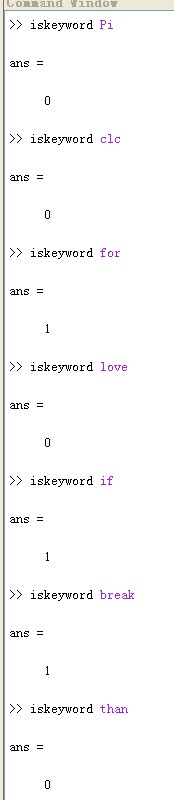 Command Window
>> iskeyword Pi
ans =
0
>> iskeyword clc
ans =
0
>> iskeyword for
ans =
1
>> iskeyword love
ans =
0
>> iskeyword if
ans =
1
>> iskeyword break
ans =
1
>> iskeyword than
ans =
0